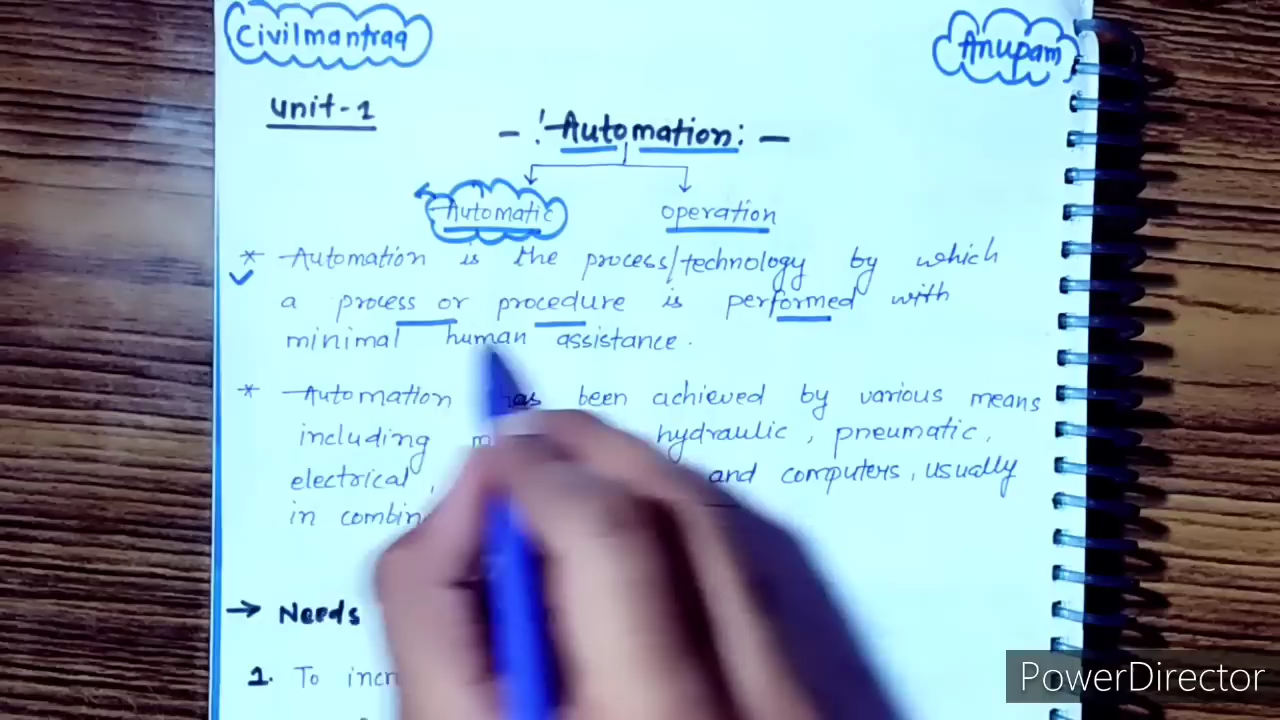 Civilmantraa
Anupam
Unit-1
-:Automation:-
Automatic operation
* Automation is the process/technology by which
a process or procedure is performed with
minimal human assistance.
* Automation has been achieved by various means
including hydraulic, pneumatic,
electrical, and computers, usually
in
→ Needs
1. To
PowerDirector